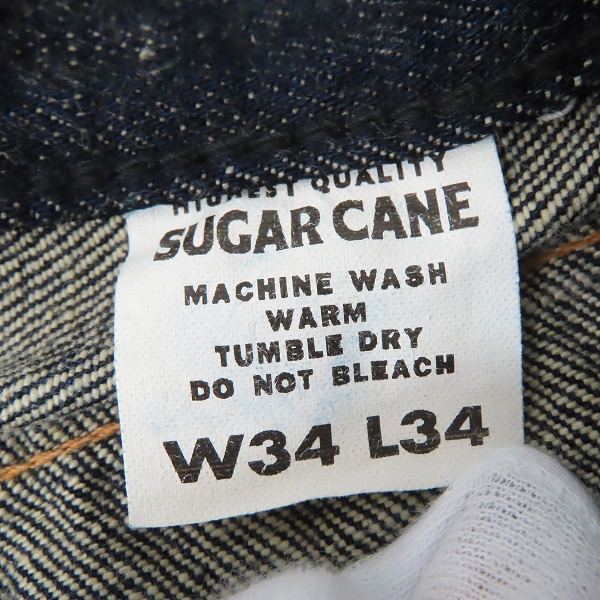 HIGHEST QUALITY
SUGAR CANE
MACHINE WASH
WARM
TUMBLE DRY
DO NOT BLEACH
W34 L34